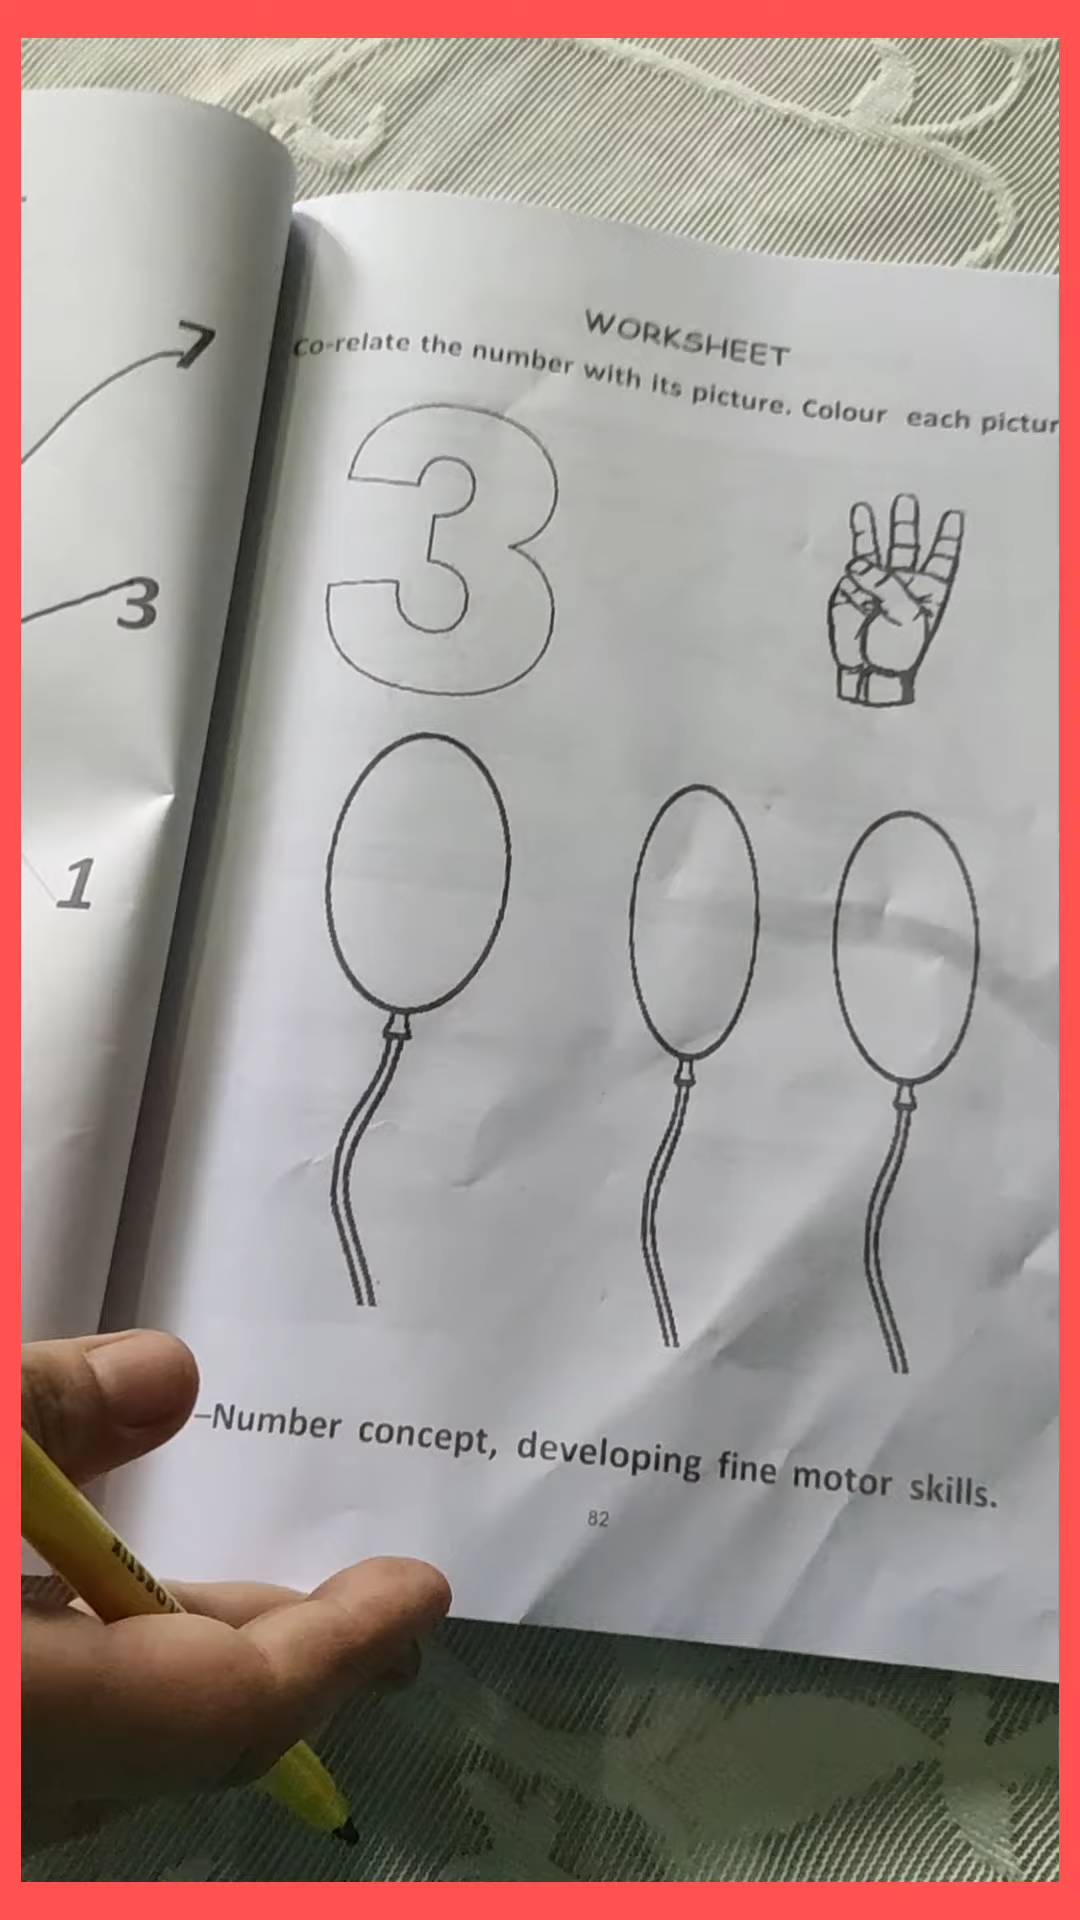 7
3
1
WORKSHEET
Co-relate the number with its picture. Colour each pictur
3
–Number concept, developing fine motor skills.
82